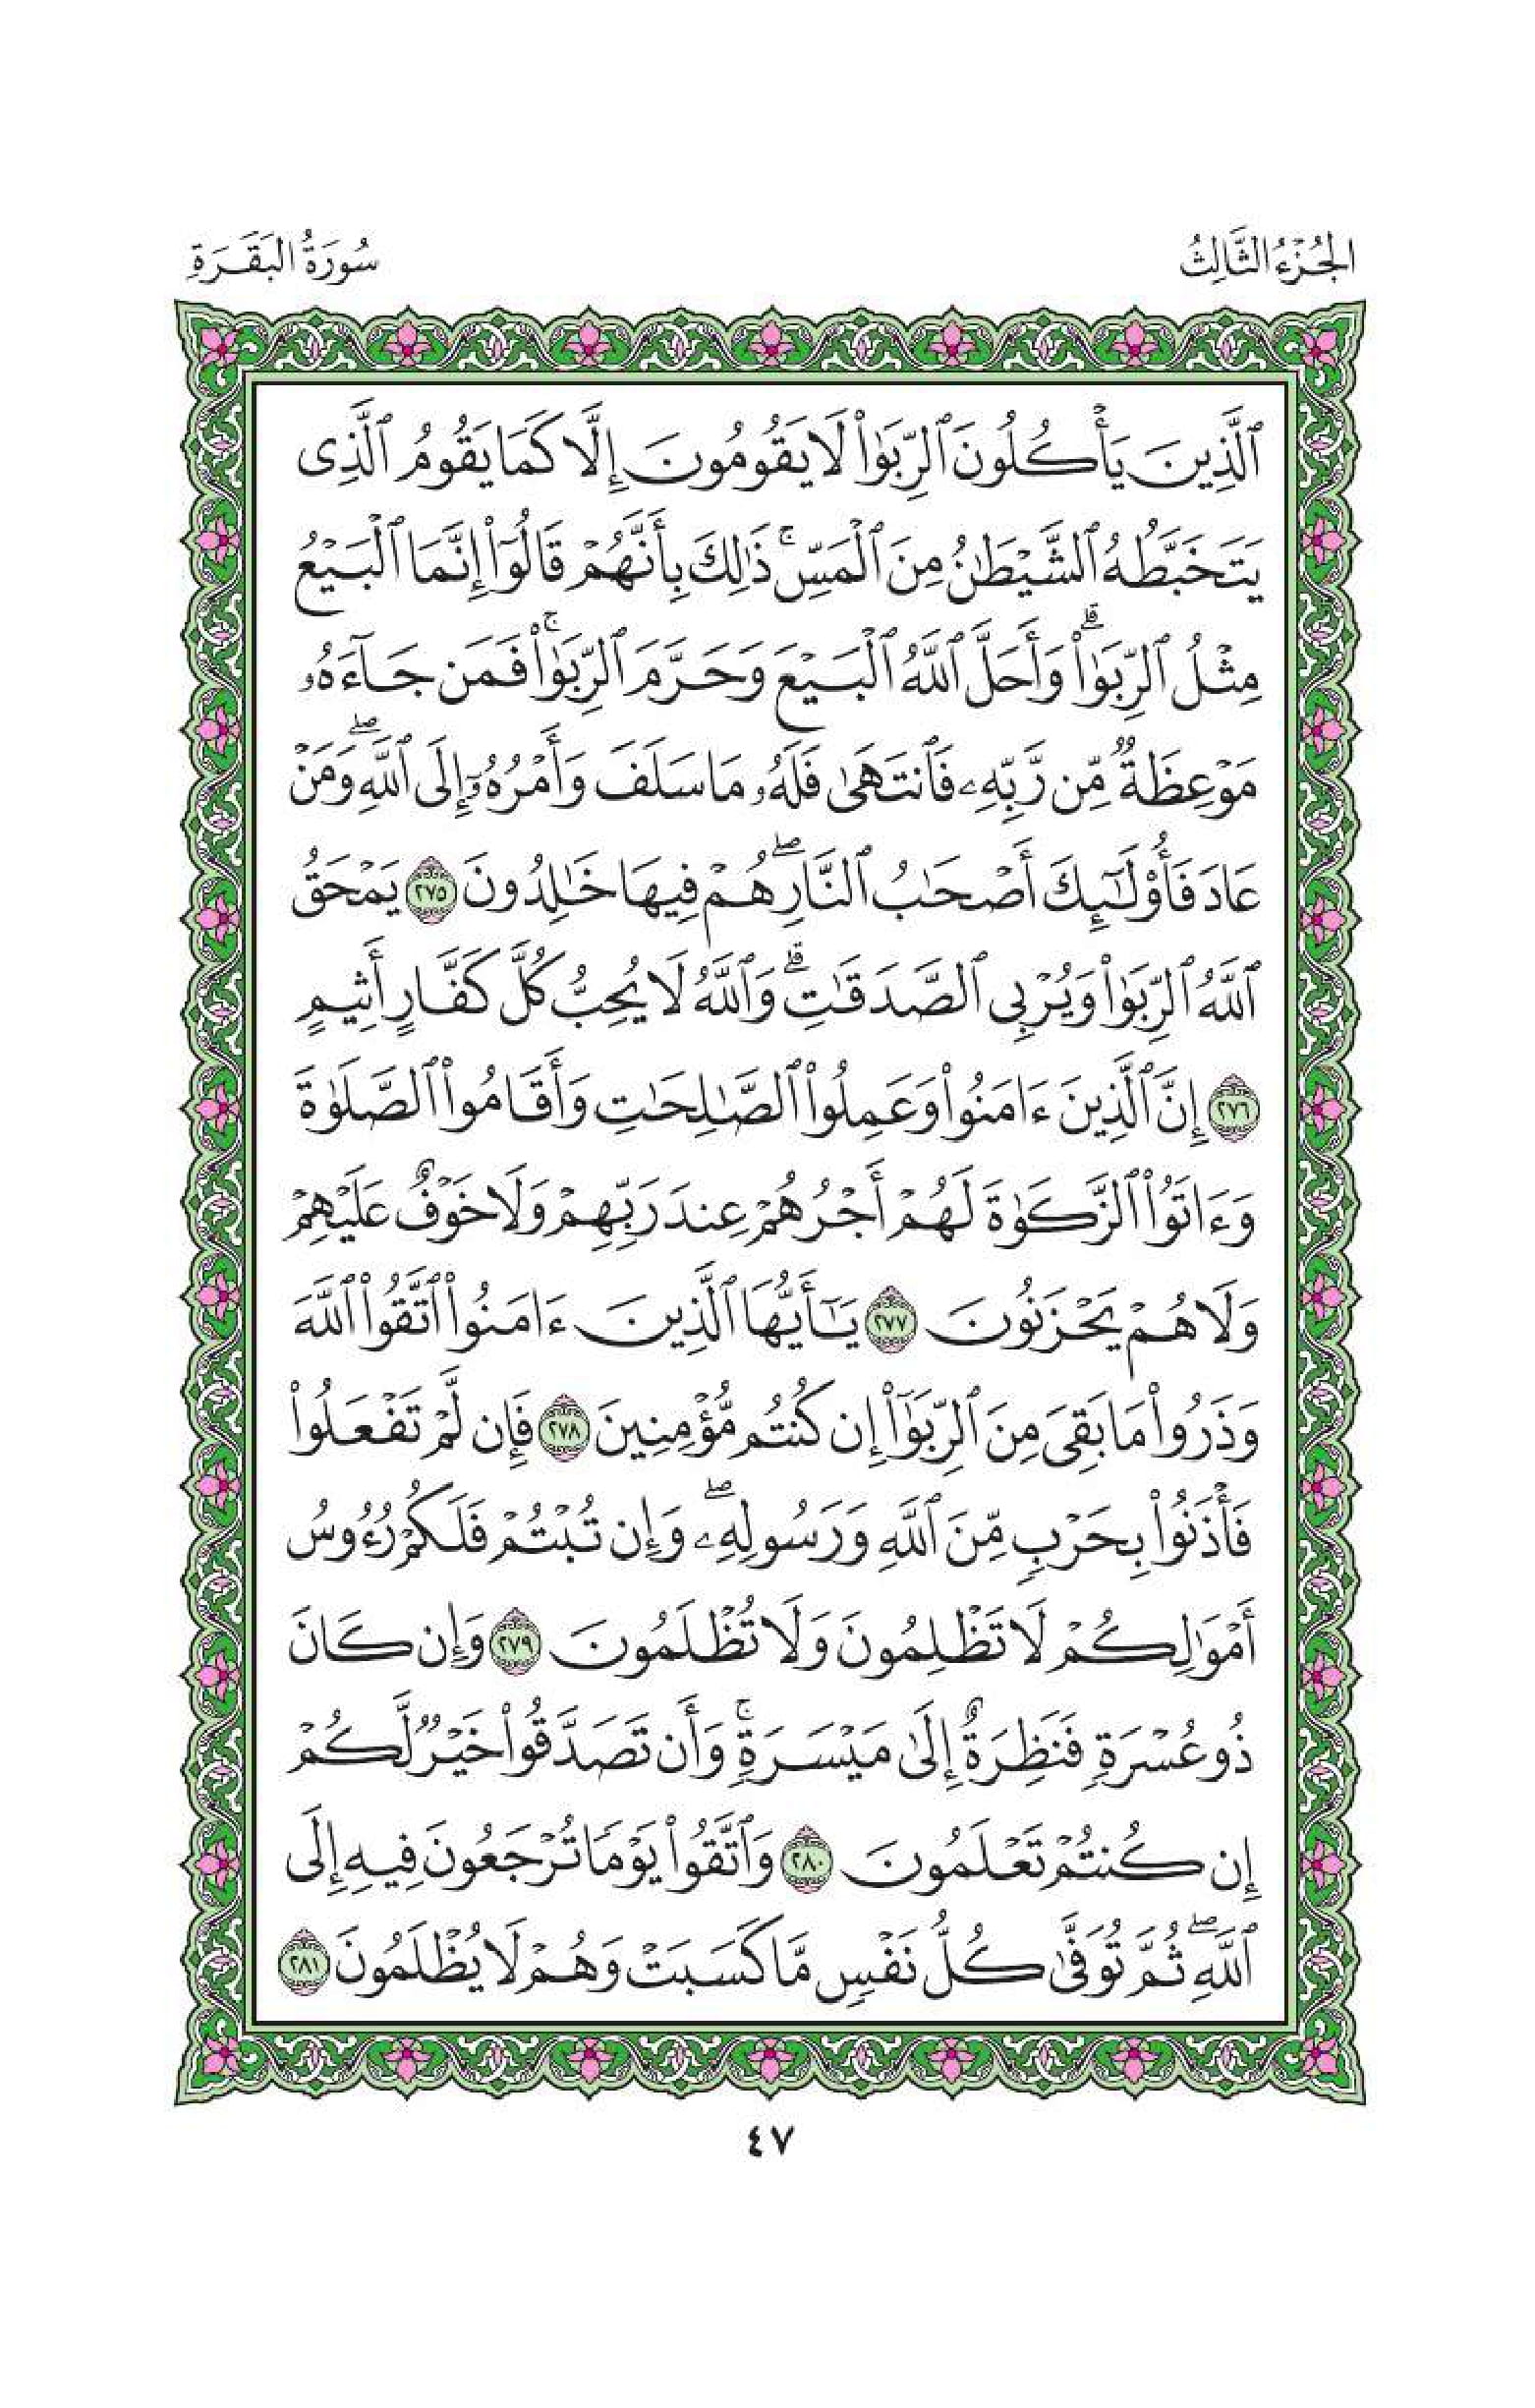 الجُزْءُ الثَّالِثُ
سُورَةُ البَقَرَةِ
ٱلَّذِينَ يَأْكُلُونَ ٱلرِّبَوٰا۟ لَا يَقُومُونَ إِلَّا كَمَا يَقُومُ ٱلَّذِى
يَتَخَبَّطُهُ ٱلشَّيْطَٰنُ مِنَ ٱلْمَسِّ ۚ ذَٰلِكَ بِأَنَّهُمْ قَالُوٓا۟ إِنَّمَا ٱلْبَيْعُ
مِثْلُ ٱلرِّبَوٰا۟ ۗ وَأَحَلَّ ٱللَّهُ ٱلْبَيْعَ وَحَرَّمَ ٱلرِّبَوٰا۟ ۚ فَمَن جَآءَهُۥ
مَوْعِظَةٌ مِّن رَّبِّهِۦ فَٱنتَهَىٰ فَلَهُۥ مَا سَلَفَ وَأَمْرُهُۥٓ إِلَى ٱللَّهِ ۖ وَمَنْ
عَادَ فَأُو۟لَٰٓئِكَ أَصْحَٰبُ ٱلنَّارِ ۖ هُمْ فِيهَا خَٰلِدُونَ ٢٧٥ يَمْحَقُ
ٱللَّهُ ٱلرِّبَوٰا۟ وَيُرْبِى ٱلصَّدَقَٰتِ ۗ وَٱللَّهُ لَا يُحِبُّ كُلَّ كَفَّارٍ أَثِيمٍ
٢٧٦ إِنَّ ٱلَّذِينَ ءَامَنُوا۟ وَعَمِلُوا۟ ٱلصَّٰلِحَٰتِ وَأَقَامُوا۟ ٱلصَّلَوٰةَ
وَءَاتَوُا۟ ٱلزَّكَوٰةَ لَهُمْ أَجْرُهُمْ عِندَ رَبِّهِمْ وَلَا خَوْفٌ عَلَيْهِمْ
وَلَا هُمْ يَحْزَنُونَ ٢٧٧ يَٰٓأَيُّهَا ٱلَّذِينَ ءَامَنُوا۟ ٱتَّقُوا۟ ٱللَّهَ
وَذَرُوا۟ مَا بَقِىَ مِنَ ٱلرِّبَوٰٓا۟ إِن كُنتُم مُّؤْمِنِينَ ٢٧٨ فَإِن لَّمْ تَفْعَلُوا۟
فَأْذَنُوا۟ بِحَرْبٍ مِّنَ ٱللَّهِ وَرَسُولِهِۦ ۖ وَإِن تُبْتُمْ فَلَكُمْ رُءُوسُ
أَمْوَٰلِكُمْ لَا تَظْلِمُونَ وَلَا تُظْلَمُونَ ٢٧٩ وَإِن كَانَ
ذُو عُسْرَةٍ فَنَظِرَةٌ إِلَىٰ مَيْسَرَةٍ ۚ وَأَن تَصَدَّقُوا۟ خَيْرٌ لَّكُمْ
إِن كُنتُمْ تَعْلَمُونَ ٢٨٠ وَٱتَّقُوا۟ يَوْمًا تُرْجَعُونَ فِيهِ إِلَى
ٱللَّهِ ۖ ثُمَّ تُوَفَّىٰ كُلُّ نَفْسٍ مَّا كَسَبَتْ وَهُمْ لَا يُظْلَمُونَ ٢٨١
٤٧